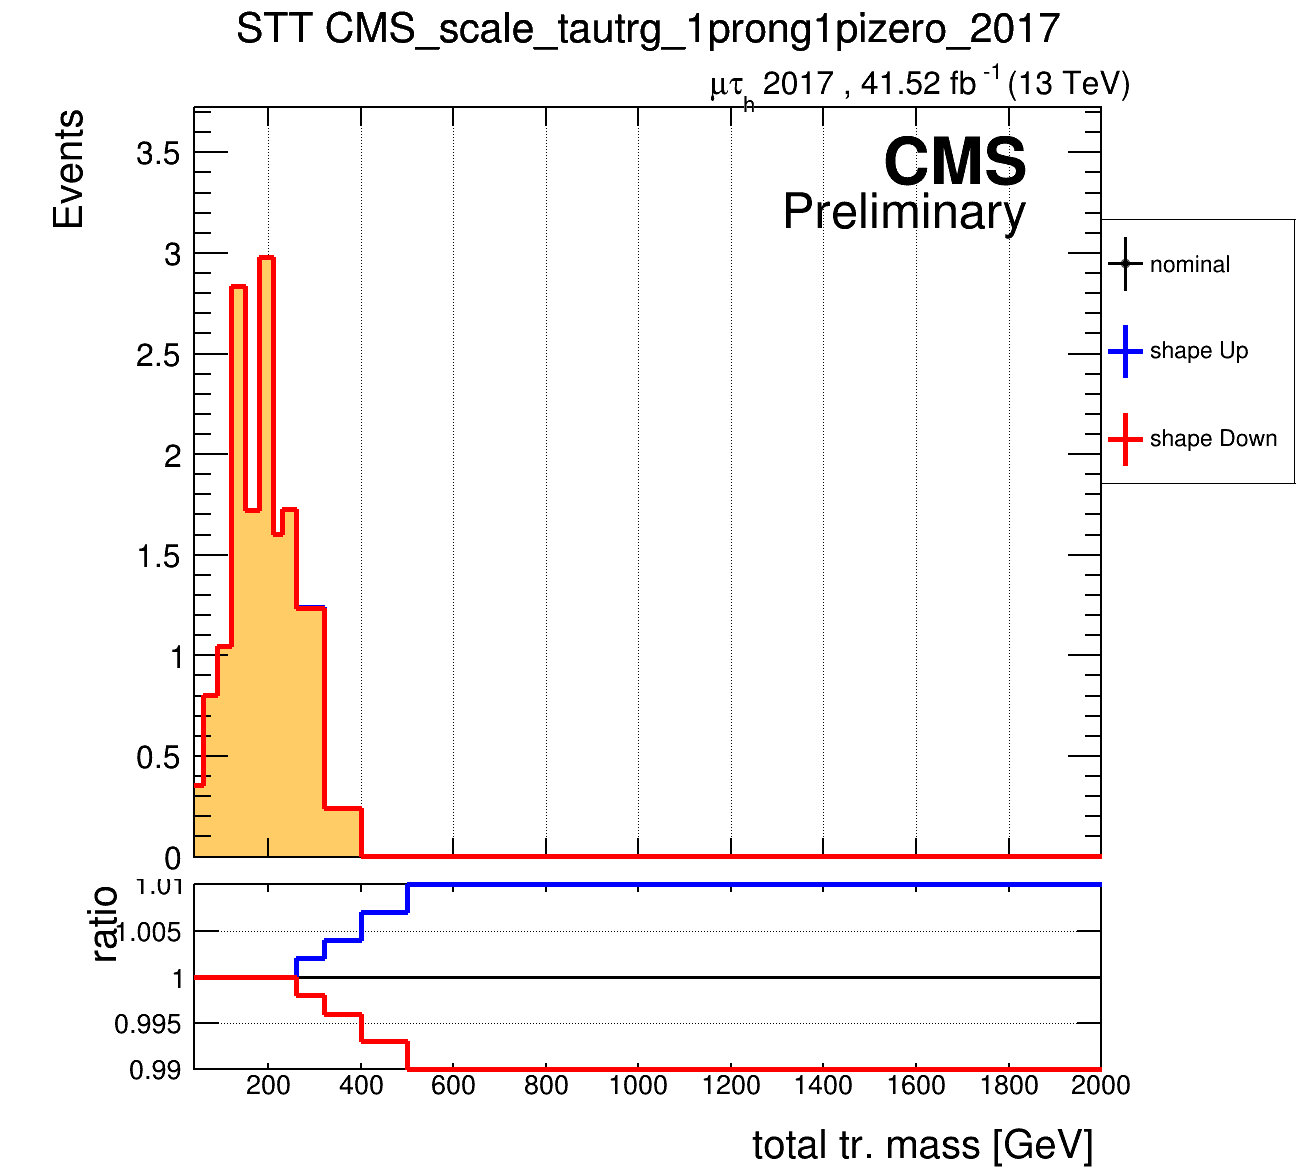 STT CMS_scale_tautrg_1prong1pizero_2017
μτh 2017 , 41.52 fb-1 (13 TeV)
Events
CMS
Preliminary
3.5
3
2.5
2
1.5
1
0.5
0
nominal
shape Up
shape Down
ratio
1.01
1.005
1
0.995
0.99
200 400 600 800 1000 1200 1400 1600 1800 2000
total tr. mass [GeV]